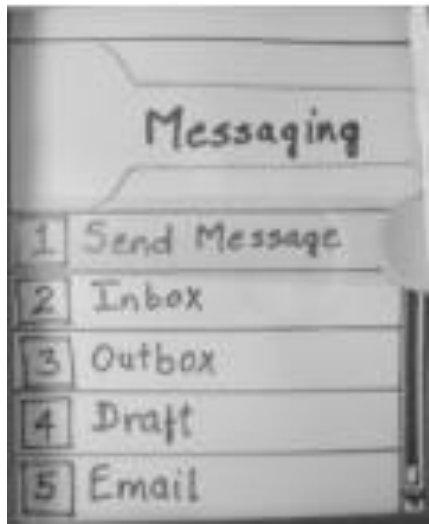 Messaging
1 Send Message
2 Inbox
3 Outbox
4 Draft
5 Email